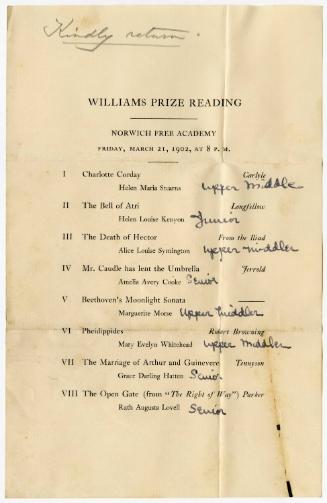 Kindly return.
WILLIAMS PRIZE READING
NORWICH FREE ACADEMY
FRIDAY, MARCH 21, 1902, AT 8 P. M.
I Charlotte Corday Carlyle
Helen Maria Stearns Upper Middle
II The Bell of Atri Longfellow
Helen Louise Kenyon Junior
III The Death of Hector From the Iliad
Alice Louise Symington Upper Middler
IV Mr. Caudle has lent the Umbrella Jerrold
Amelia Avery Cooke Senior
V Beethoven's Moonlight Sonata
Marguerite Morse Upper Middler
VI Pheidippides Robert Browning
Mary Evelyn Whitehead Upper Middler
VII The Marriage of Arthur and Guinevere Tennyson
Grace Darling Hatten Senior
VIII The Open Gate (from "The Right of Way") Parker
Ruth Augusta Lovell Senior